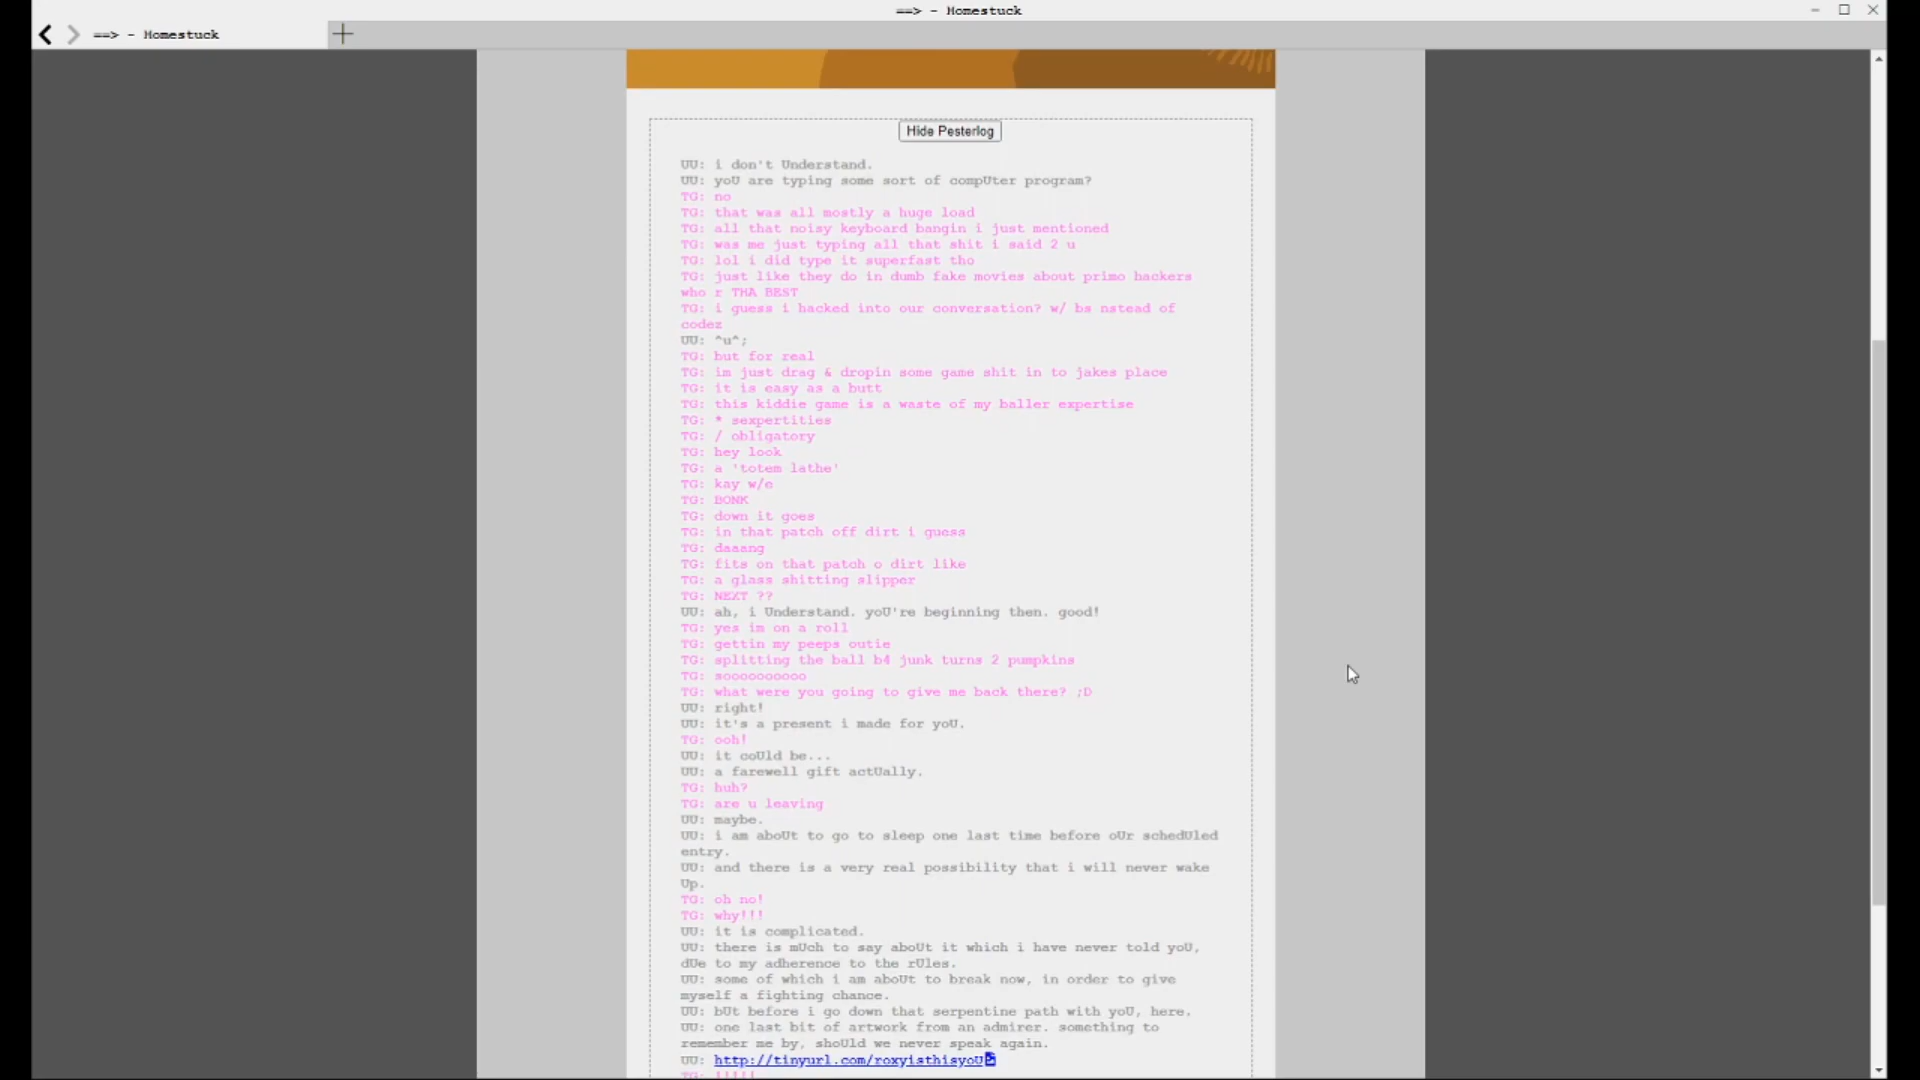 ==> - Homestuck
==> - Homestuck
Hide Pesterlog
UU: i don't Understand.
UU: yoU are typing some sort of compUter program?
TG: no
TG: that was all mostly a huge load
TG: all that noisy keyboard bangin i just mentioned
TG: was me just typing all that shit i said 2 u
TG: lol i did type it superfast tho
TG: just like they do in dumb fake movies about primo hackers
who r THA BEST
TG: i guess i hacked into our conversation? w/ bs nstead of
codez
UU: ^u^;
TG: but for real
TG: im just drag & dropin some game shit in to jakes place
TG: it is easy as a butt
TG: this kiddie game is a waste of my baller expertise
TG: * sexpertities
TG: / obligatory
TG: hey look
TG: a 'totem lathe'
TG: kay w/e
TG: BONK
TG: down it goes
TG: in that patch off dirt i guess
TG: daaang
TG: fits on that patch o dirt like
TG: a glass shitting slipper
TG: NEXT ??
UU: ah, i Understand. yoU're beginning then. good!
TG: yes im on a roll
TG: gettin my peeps outie
TG: splitting the ball b4 junk turns 2 pumpkins
TG: soooooooooo
TG: what were you going to give me back there? ;D
UU: right!
UU: it's a present i made for yoU.
TG: ooh!
UU: it coUld be...
UU: a farewell gift actUally.
TG: huh?
TG: are u leaving
UU: maybe.
UU: i am aboUt to go to sleep one last time before oUr schedUled
entry.
UU: and there is a very real possibility that i will never wake
Up.
TG: oh no!
TG: why!!!
UU: it is complicated.
UU: there is mUch to say aboUt it which i have never told yoU,
dUe to my adherence to the rUles.
UU: some of which i am aboUt to break now, in order to give
myself a fighting chance.
UU: bUt before i go down that serpentine path with yoU, here.
UU: one last bit of artwork from an admirer. something to
remember me by, shoUld we never speak again.
UU: http://tinyurl.com/roxyisthisyoU
TG: !!!!!